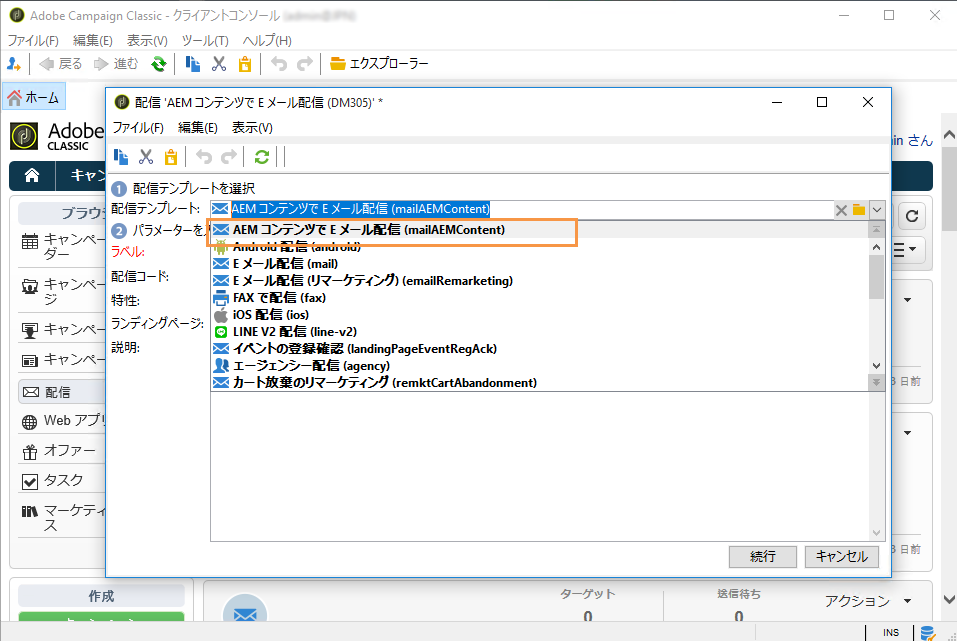 Adobe Campaign Classic - クライアントコンソール
ファイル(F) 編集(E) 表示(V) ツール(T) ヘルプ(H)
戻る 進む エクスプローラー
ホーム
Adobe
CLASSIC
さん
キャン
ブラウ
キャンペー
ダー
キャンペー
ジ
キャンペー
キャンペー
配信
Web アプリ
オファー
タスク
マーケティ
ス
作成
配信 'AEM コンテンツで E メール配信 (DM305)' *
ファイル(F) 編集(E) 表示(V)
1 配信テンプレートを選択
配信テンプレート: AEM コンテンツで E メール配信 (mailAEMContent)
2 パラメーターを
ラベル:
配信コード:
特性:
ランディングページ:
説明:
AEM コンテンツで E メール配信 (mailAEMContent)
Android 配信 (android)
E メール配信 (mail)
E メール配信 (リマーケティング) (emailRemarketing)
FAX で配信 (fax)
iOS 配信 (ios)
LINE V2 配信 (line-v2)
イベントの登録確認 (landingPageEventRegAck)
エージェンシー配信 (agency)
カート放棄のリマーケティング (remktCartAbandonment)
続行 キャンセル
日前
日前
ターゲット
0
送信待ち
0
アクション
INS